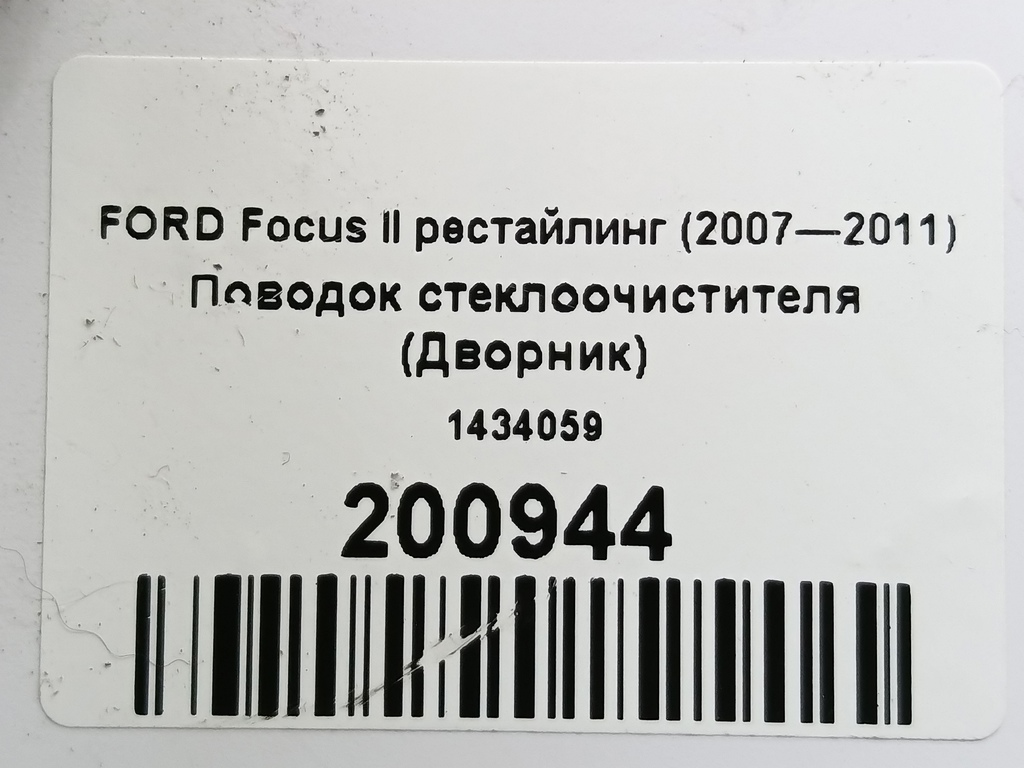 FORD Focus II рестайлинг (2007—2011)
Поводок стеклоочистителя
(Дворник)
1434059
200944